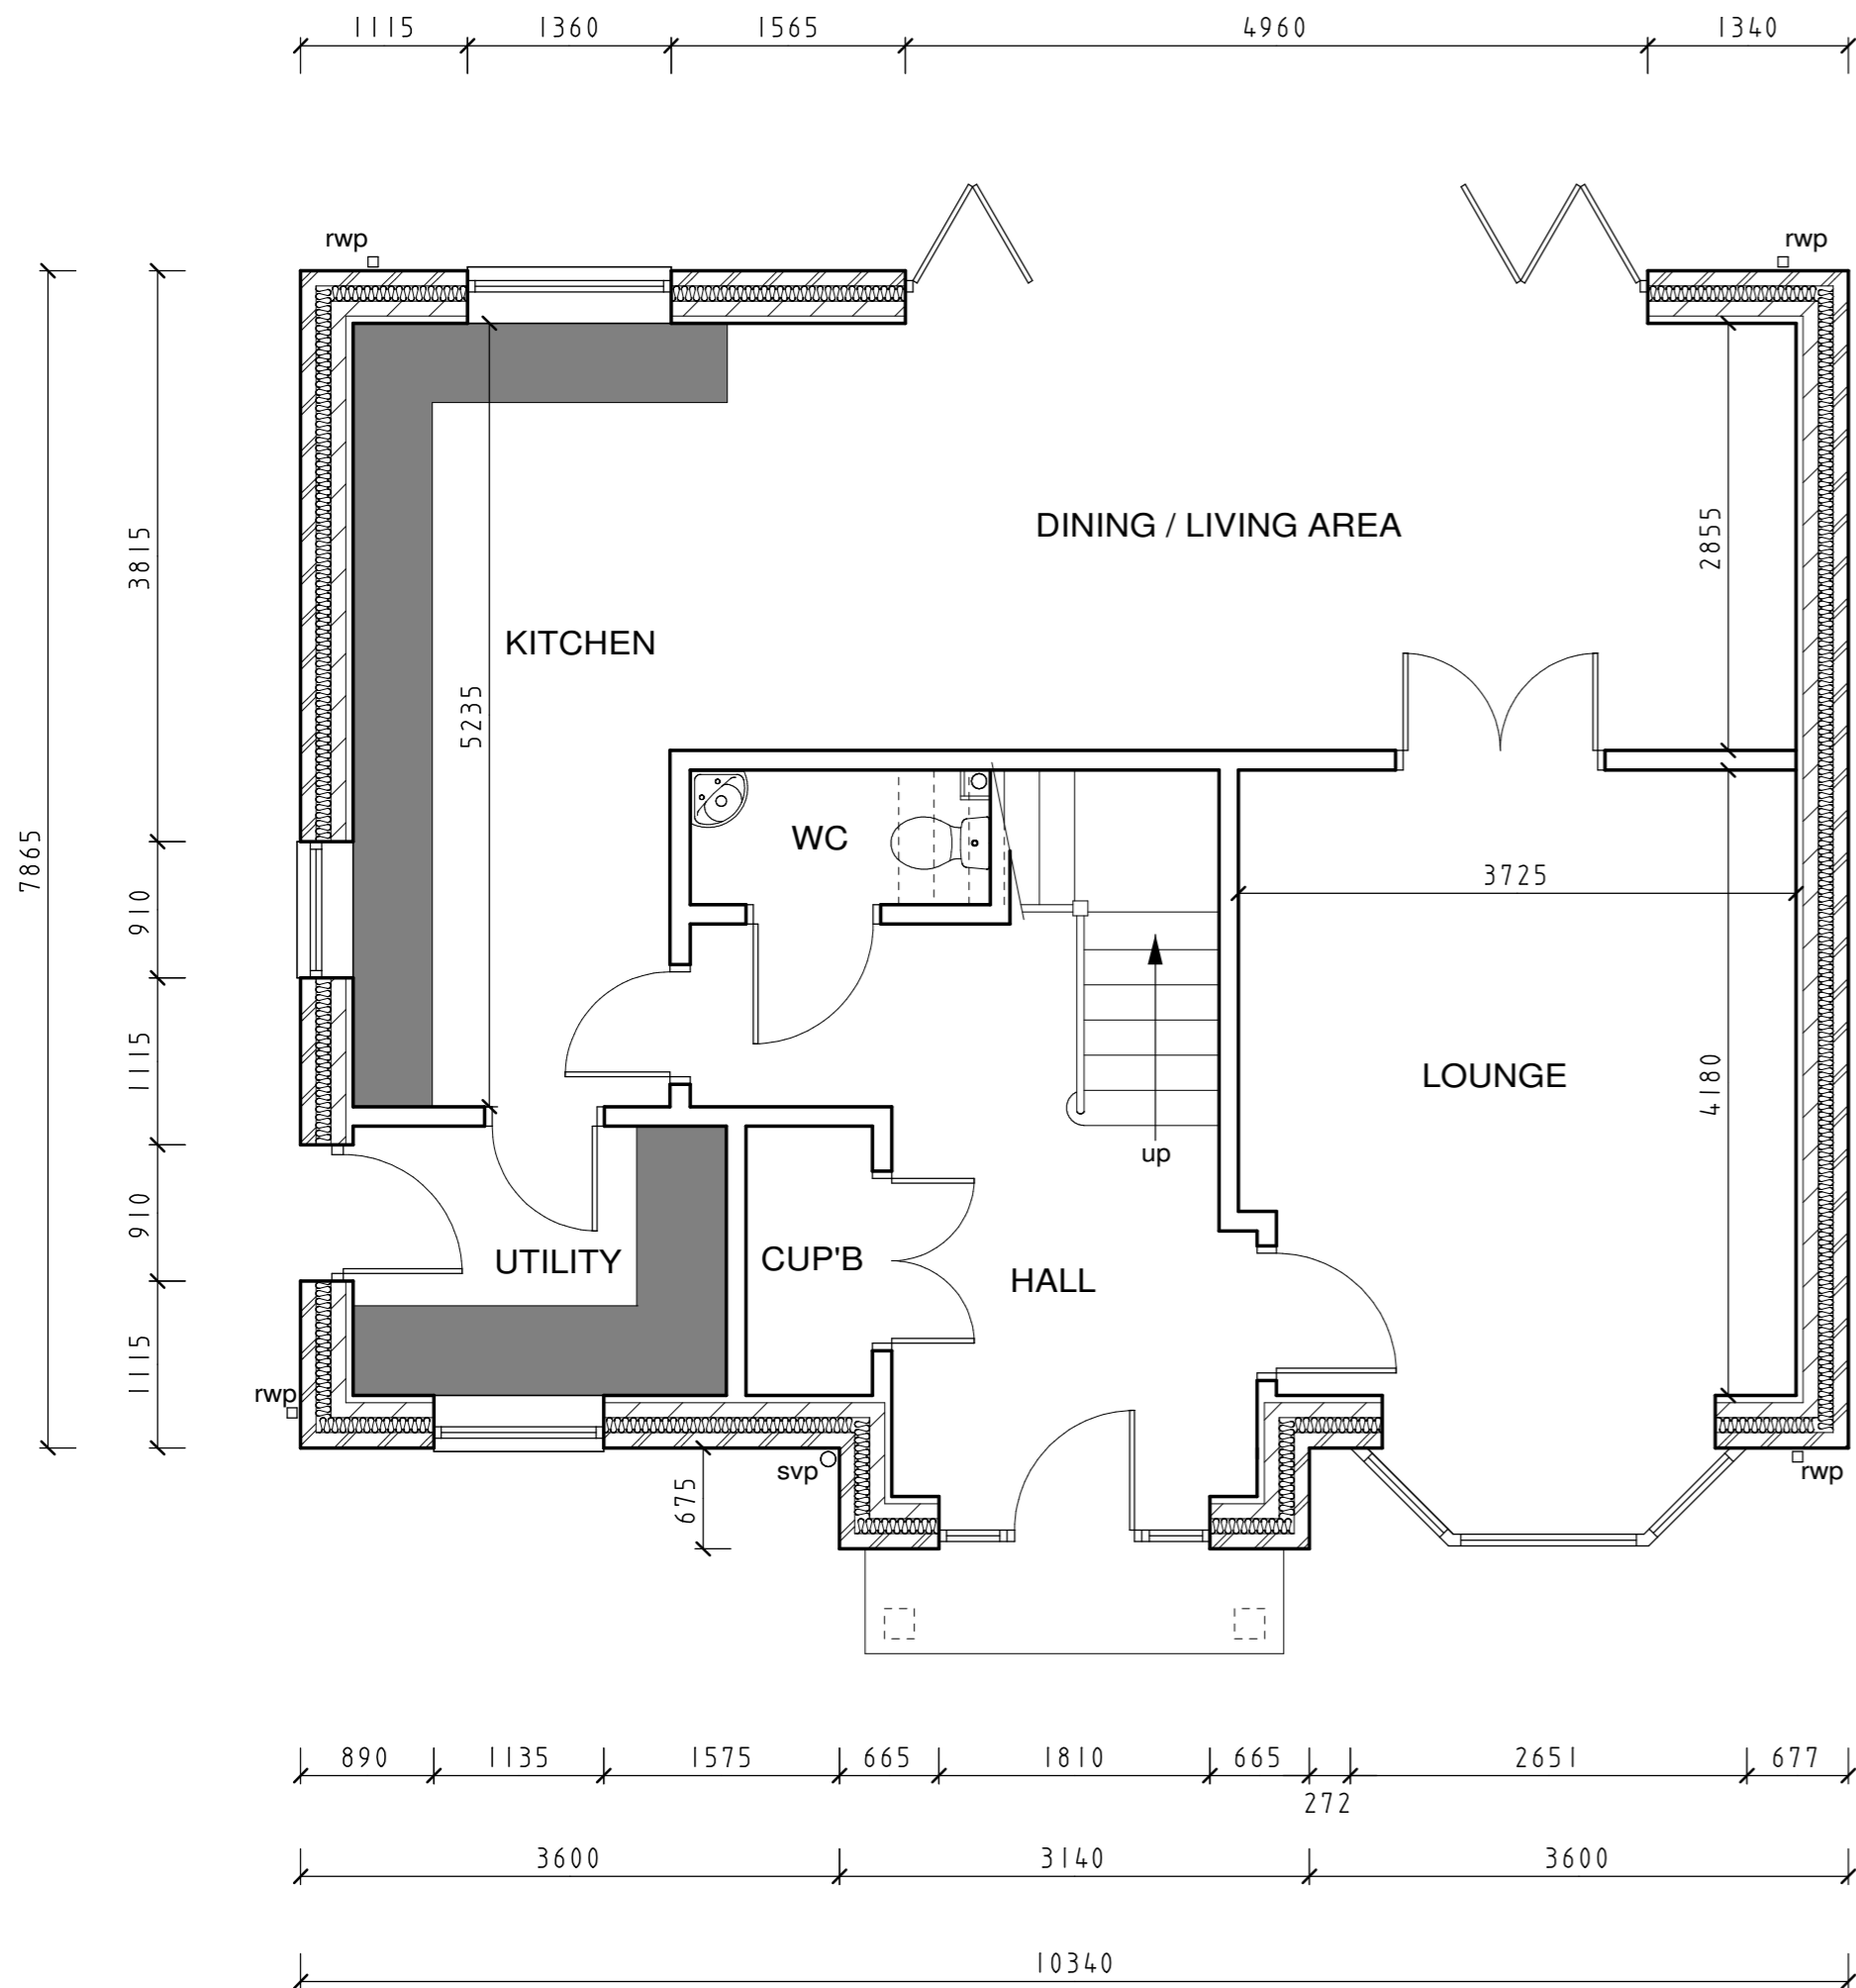 1115 1360 1565 4960 1340
rwp rwp
DINING / LIVING AREA
2855
3815
KITCHEN
5235
7865
WC
3725
910
1115
LOUNGE
4180
up
910
UTILITY
CUP'B
HALL
1115
rwp
svp
rwp
675
890 1135 1575 665 1810 665 2651 677
272
3600 3140 3600
10340